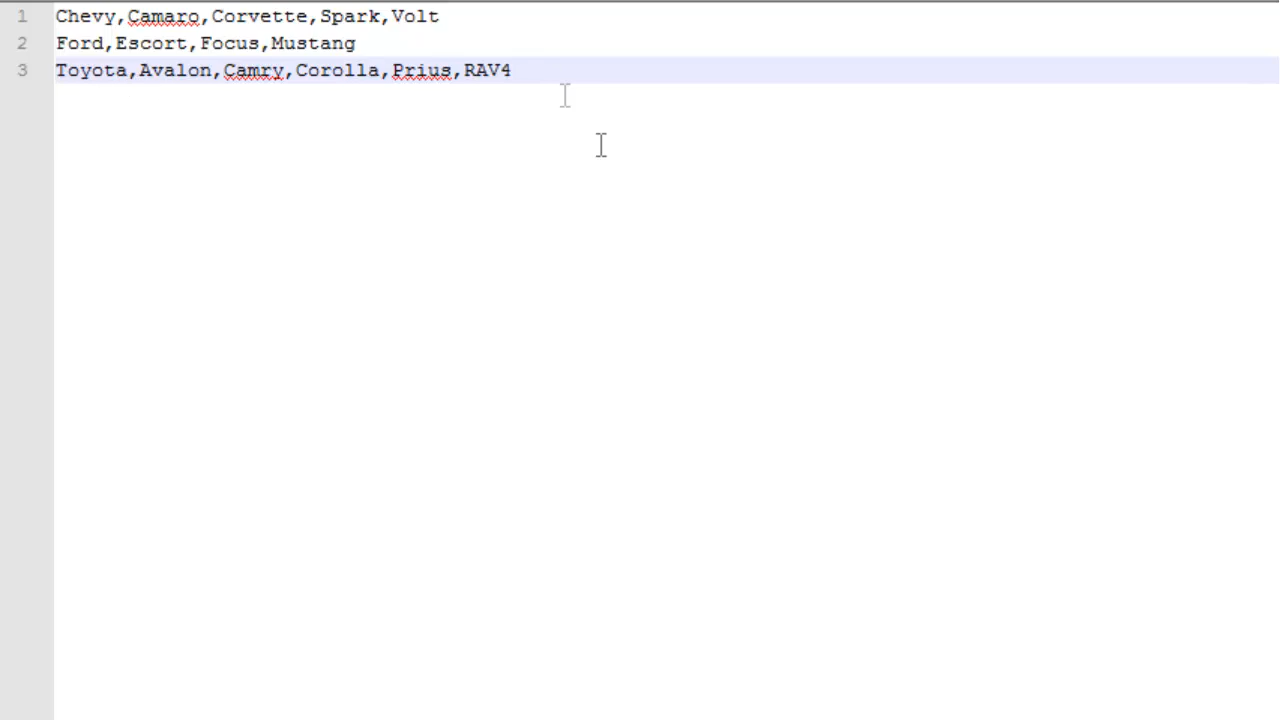 1 Chevy,Camaro,Corvette,Spark,Volt
2 Ford,Escort,Focus,Mustang
3 Toyota,Avalon,Camry,Corolla,Prius,RAV4